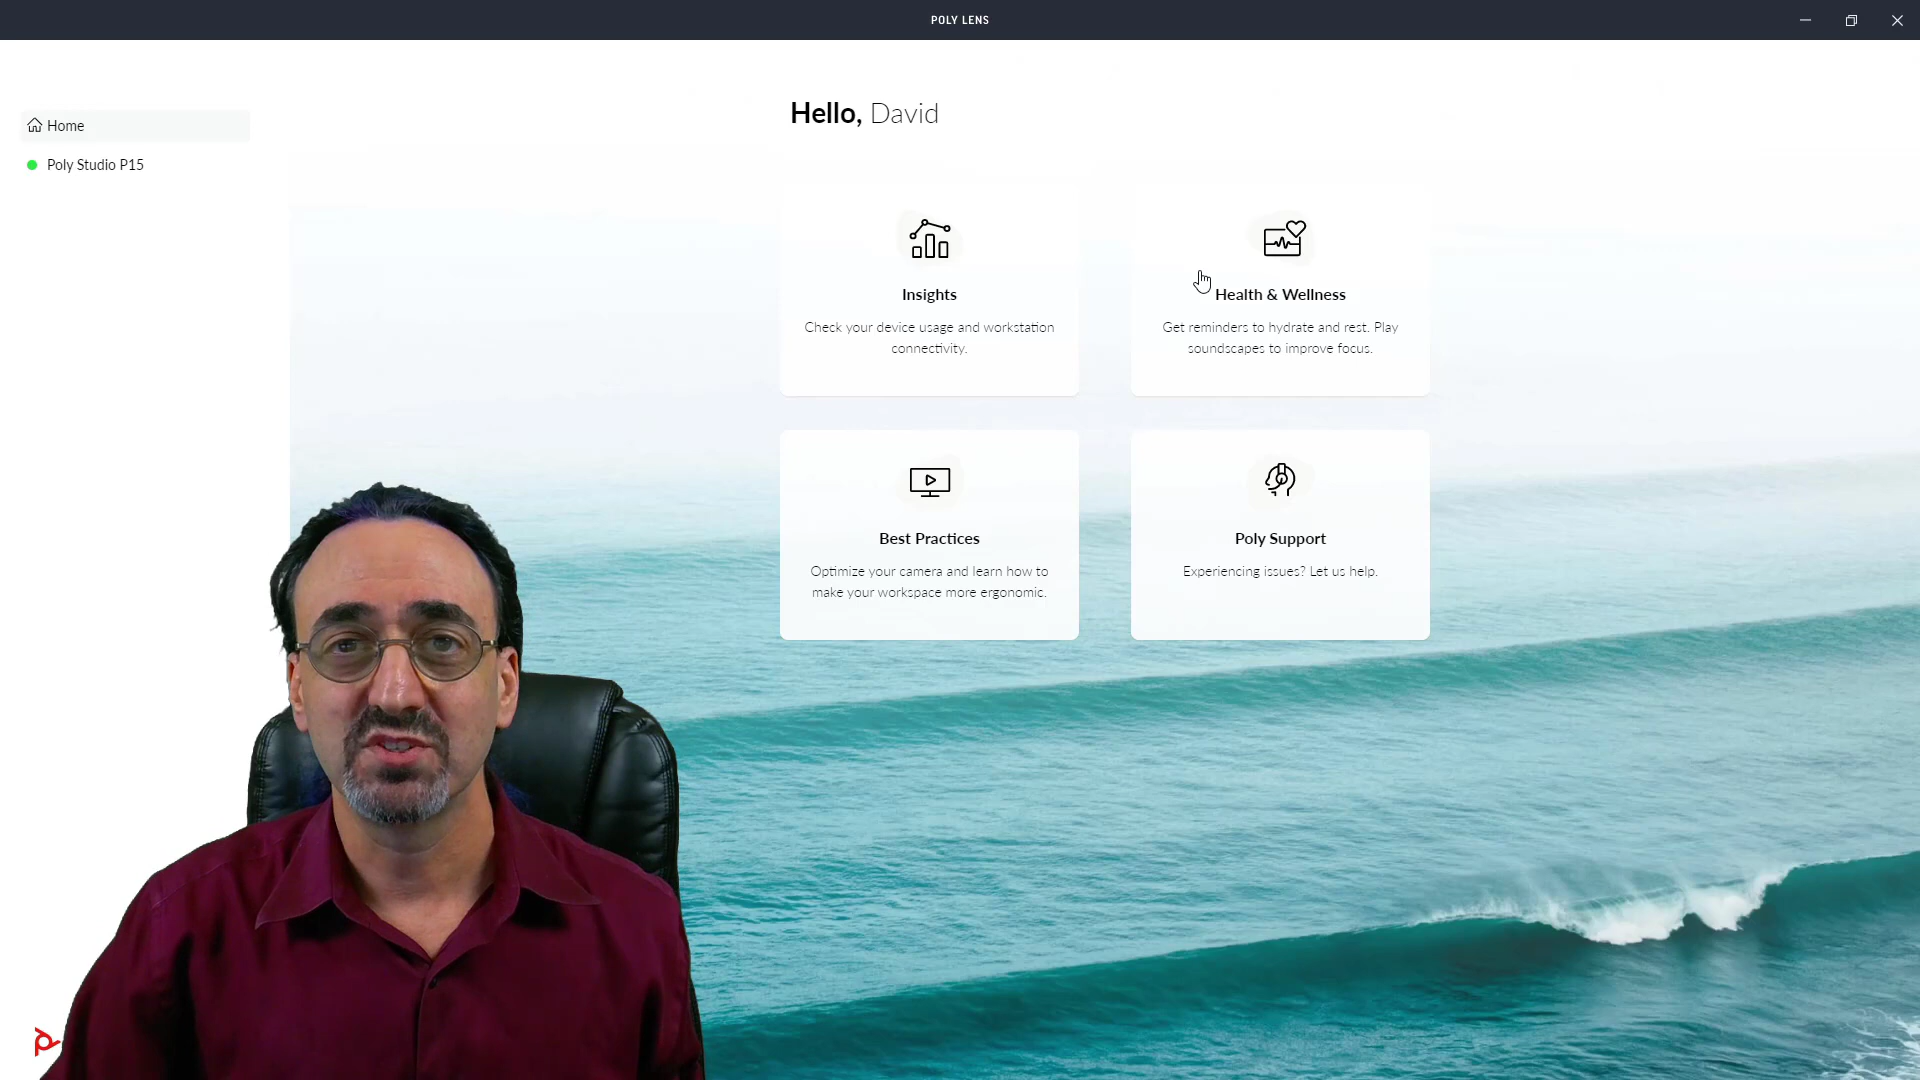 POLY LENS
Home
Poly Studio P15
Hello, David
Insights
Check your device usage and workstation
connectivity.
Health & Wellness
Get reminders to hydrate and rest. Play
soundscapes to improve focus.
Best Practices
Optimize your camera and learn how to
make your workspace more ergonomic.
Poly Support
Experiencing issues? Let us help.